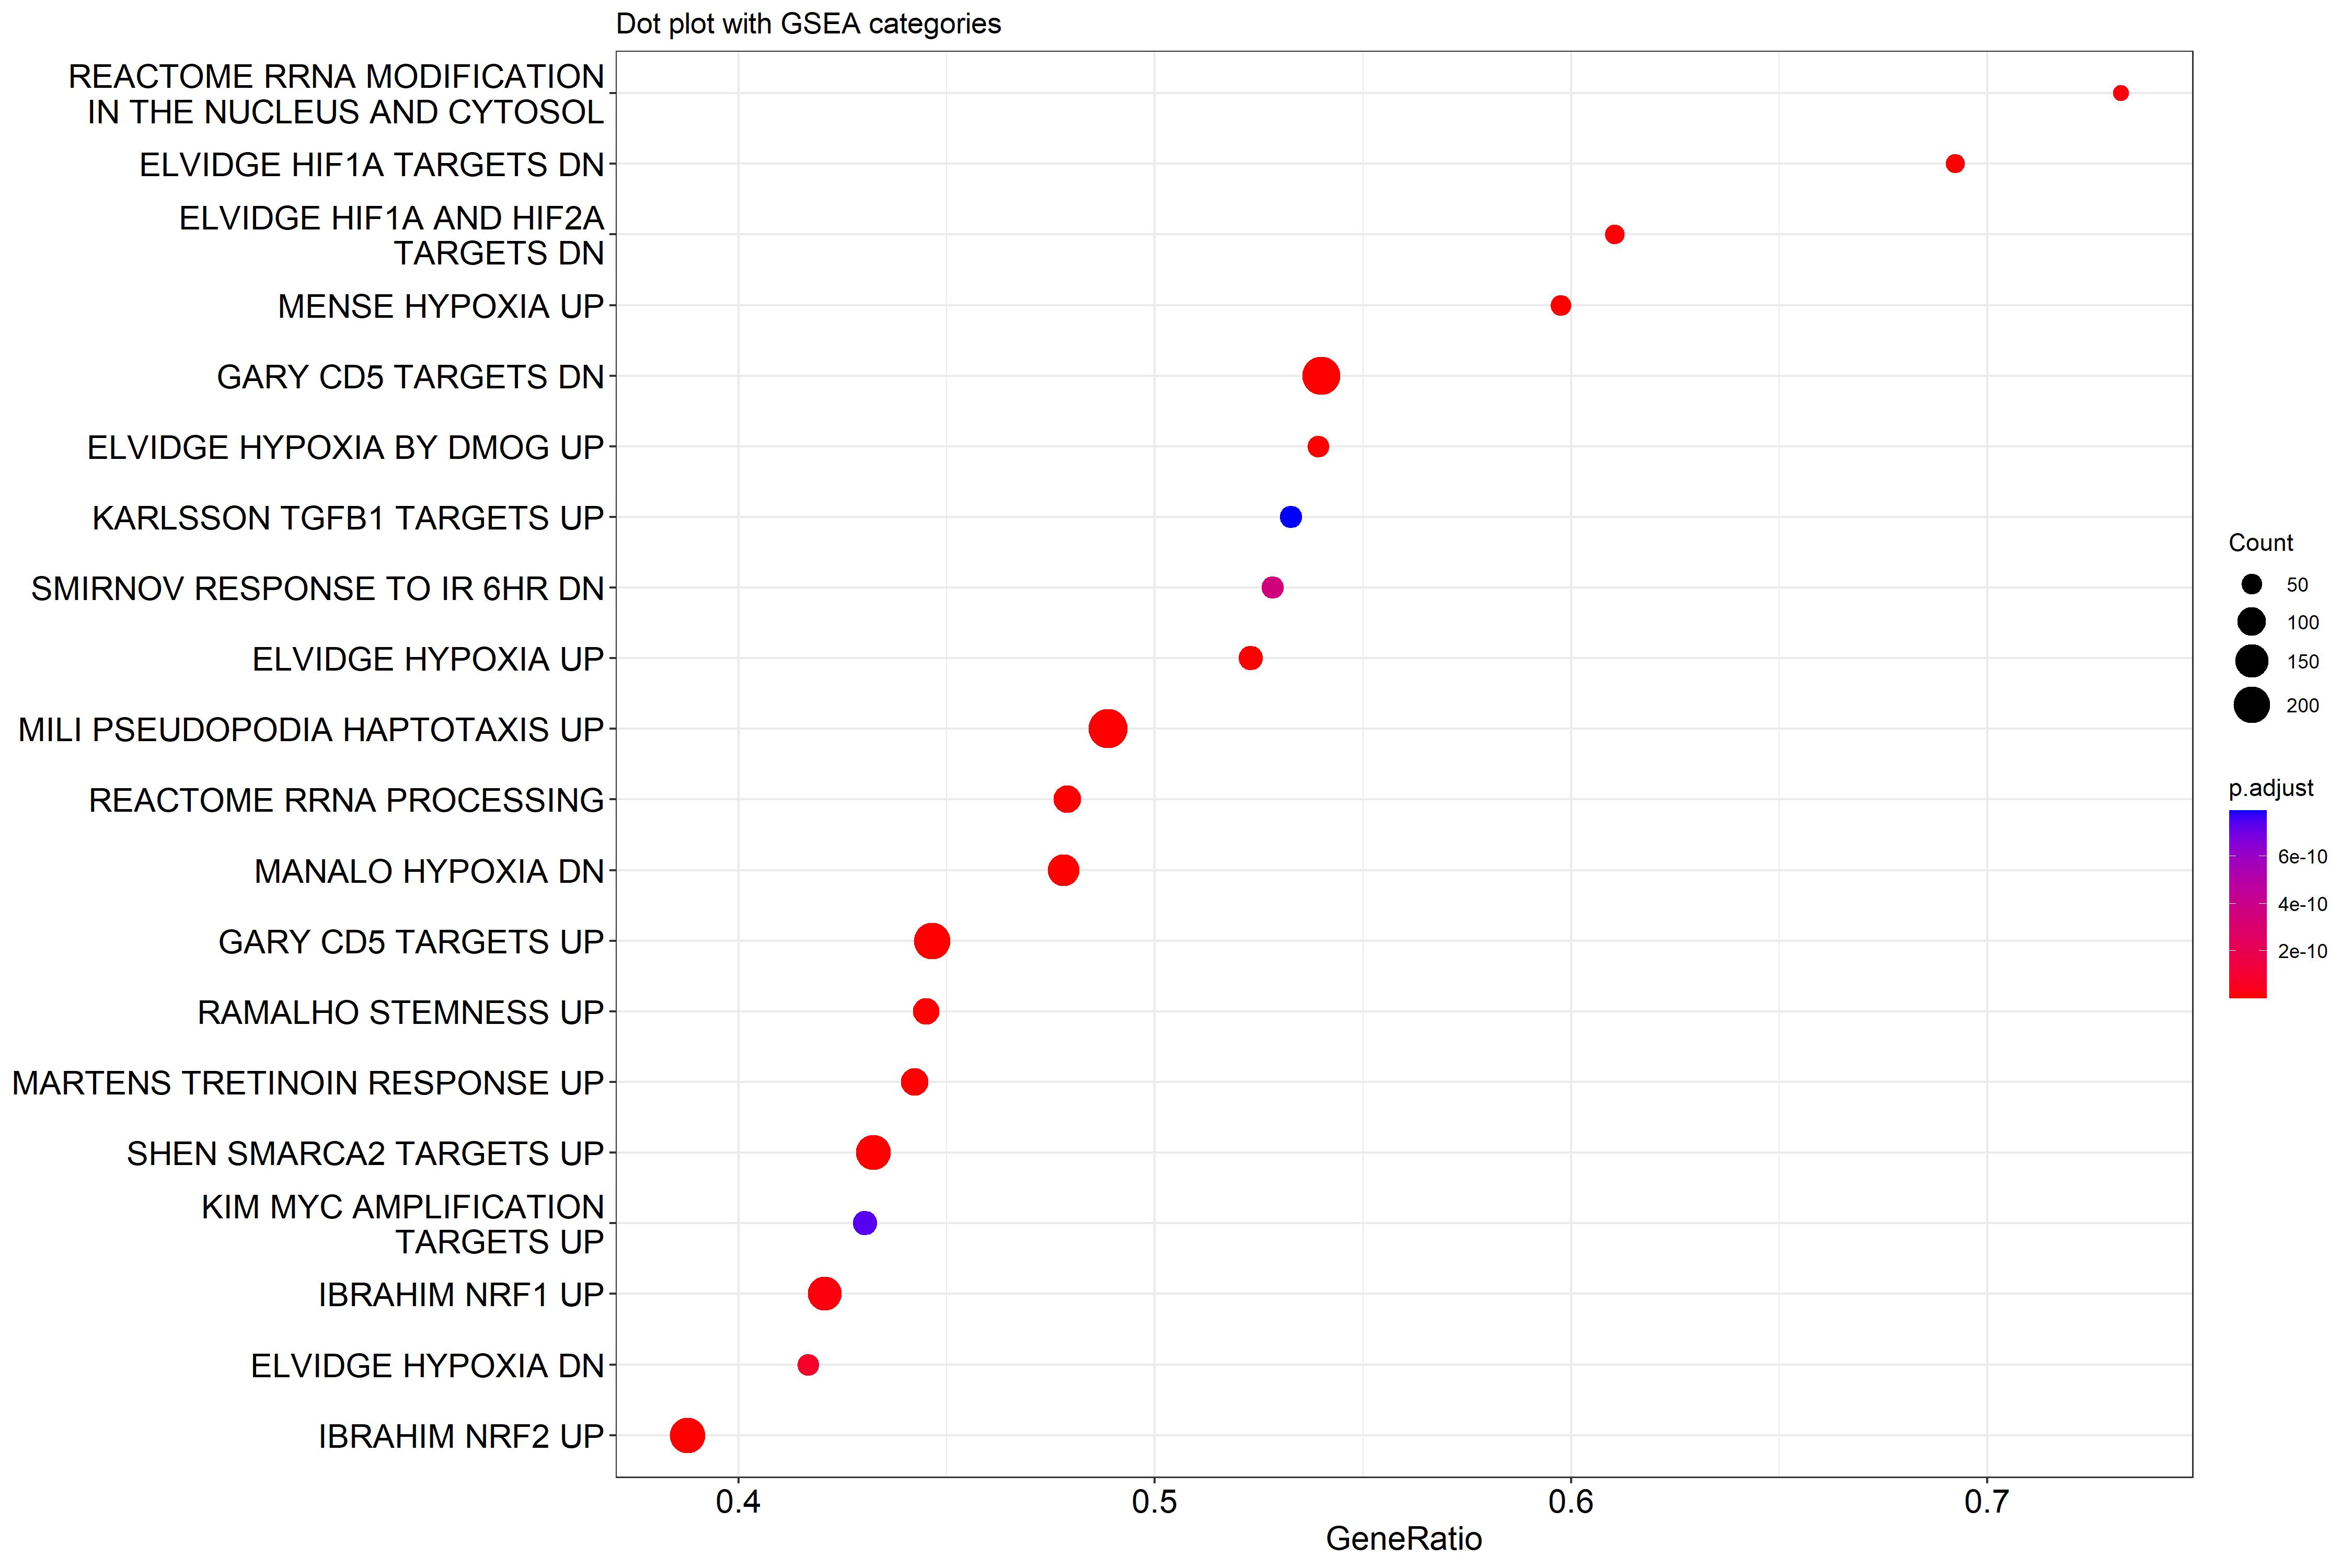 Dot plot with GSEA categories
REACTOME RRNA MODIFICATION
IN THE NUCLEUS AND CYTOSOL
ELVIDGE HIF1A TARGETS DN
ELVIDGE HIF1A AND HIF2A
TARGETS DN
MENSE HYPOXIA UP
GARY CD5 TARGETS DN
ELVIDGE HYPOXIA BY DMOG UP
KARLSSON TGFB1 TARGETS UP
SMIRNOV RESPONSE TO IR 6HR DN
ELVIDGE HYPOXIA UP
MILI PSEUDOPODIA HAPTOTAXIS UP
REACTOME RRNA PROCESSING
MANALO HYPOXIA DN
GARY CD5 TARGETS UP
RAMALHO STEMNESS UP
MARTENS TRETINOIN RESPONSE UP
SHEN SMARCA2 TARGETS UP
KIM MYC AMPLIFICATION
TARGETS UP
IBRAHIM NRF1 UP
ELVIDGE HYPOXIA DN
IBRAHIM NRF2 UP
0.4 0.5 0.6 0.7
GeneRatio
Count
50
100
150
200
p.adjust
6e-10
4e-10
2e-10